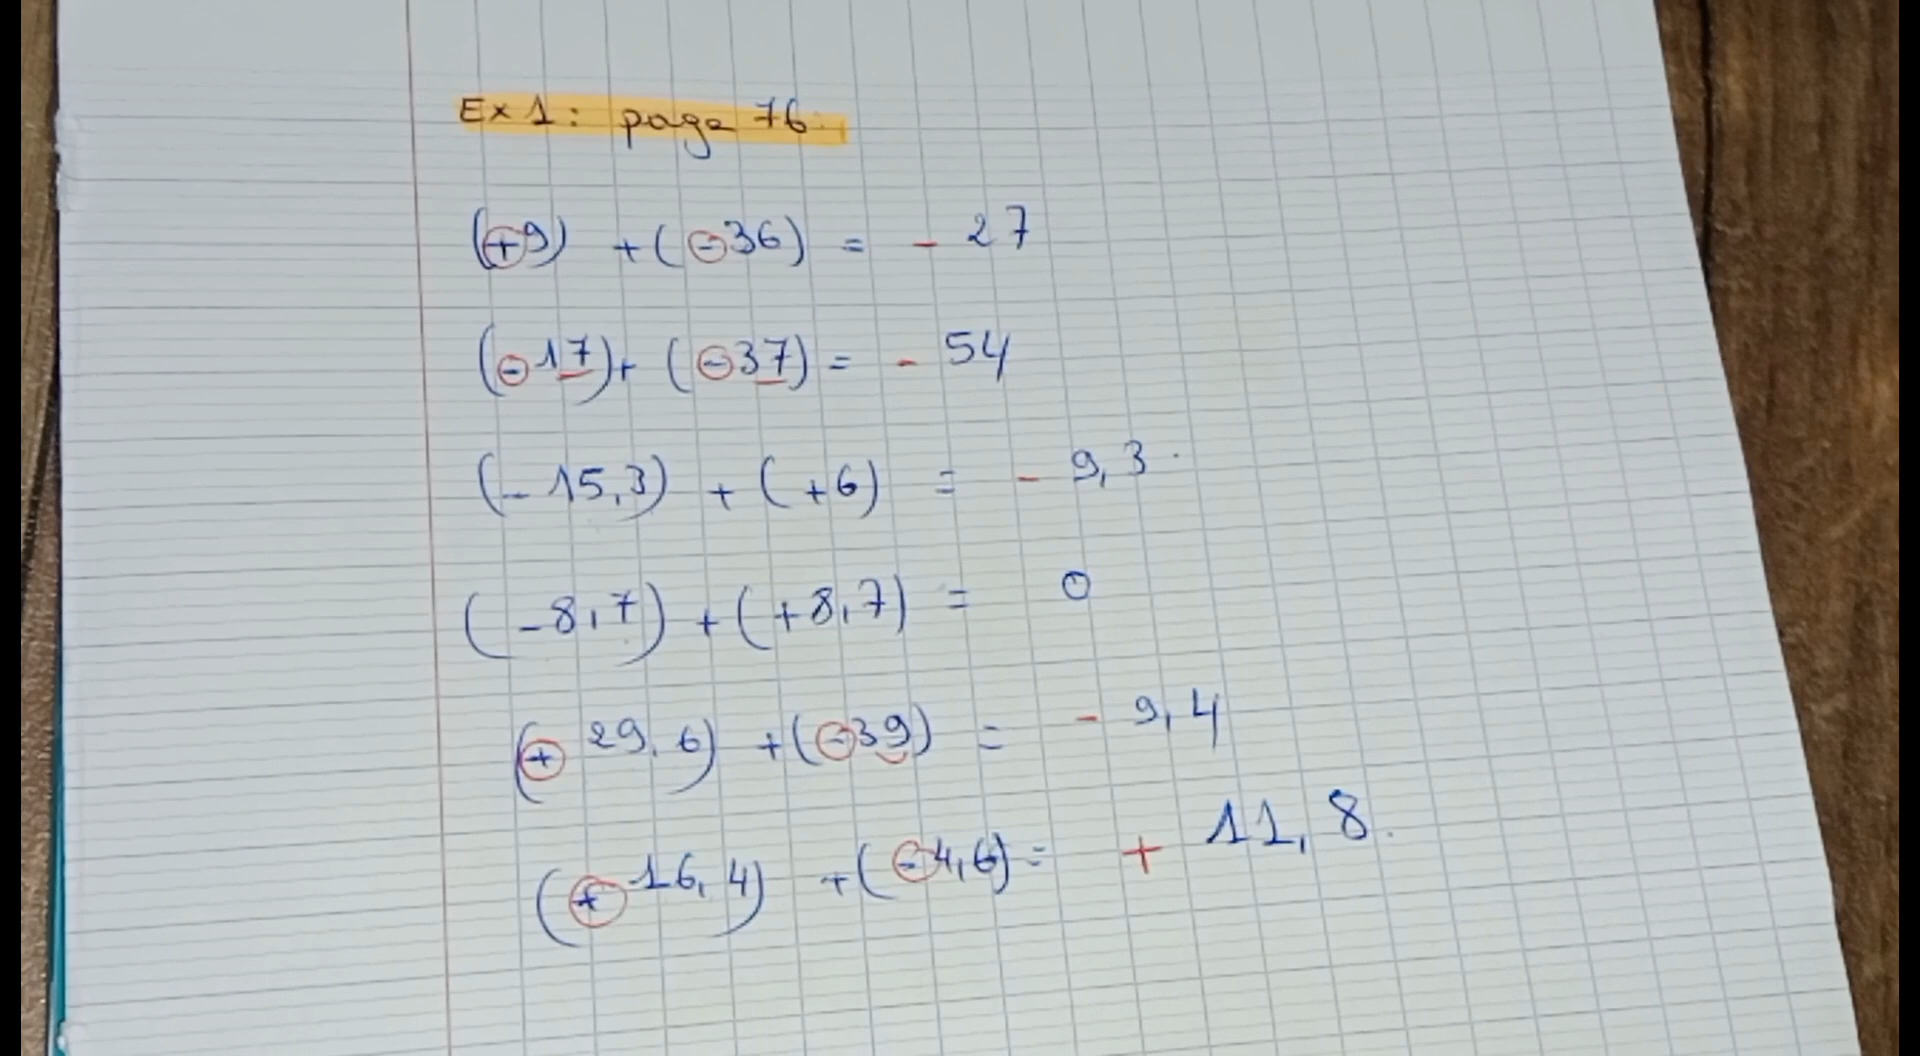 Ex 1: page 76
(+9) + (-36) = - 27
(-17) + (-37) = - 54
(-15,3) + (+6) = - 9,3.
(-8,7) + (+8,7) = 0
(+ 29,6) + (-39) = - 9,4
(+ 16,4) + (-4,6) = + 11,8.